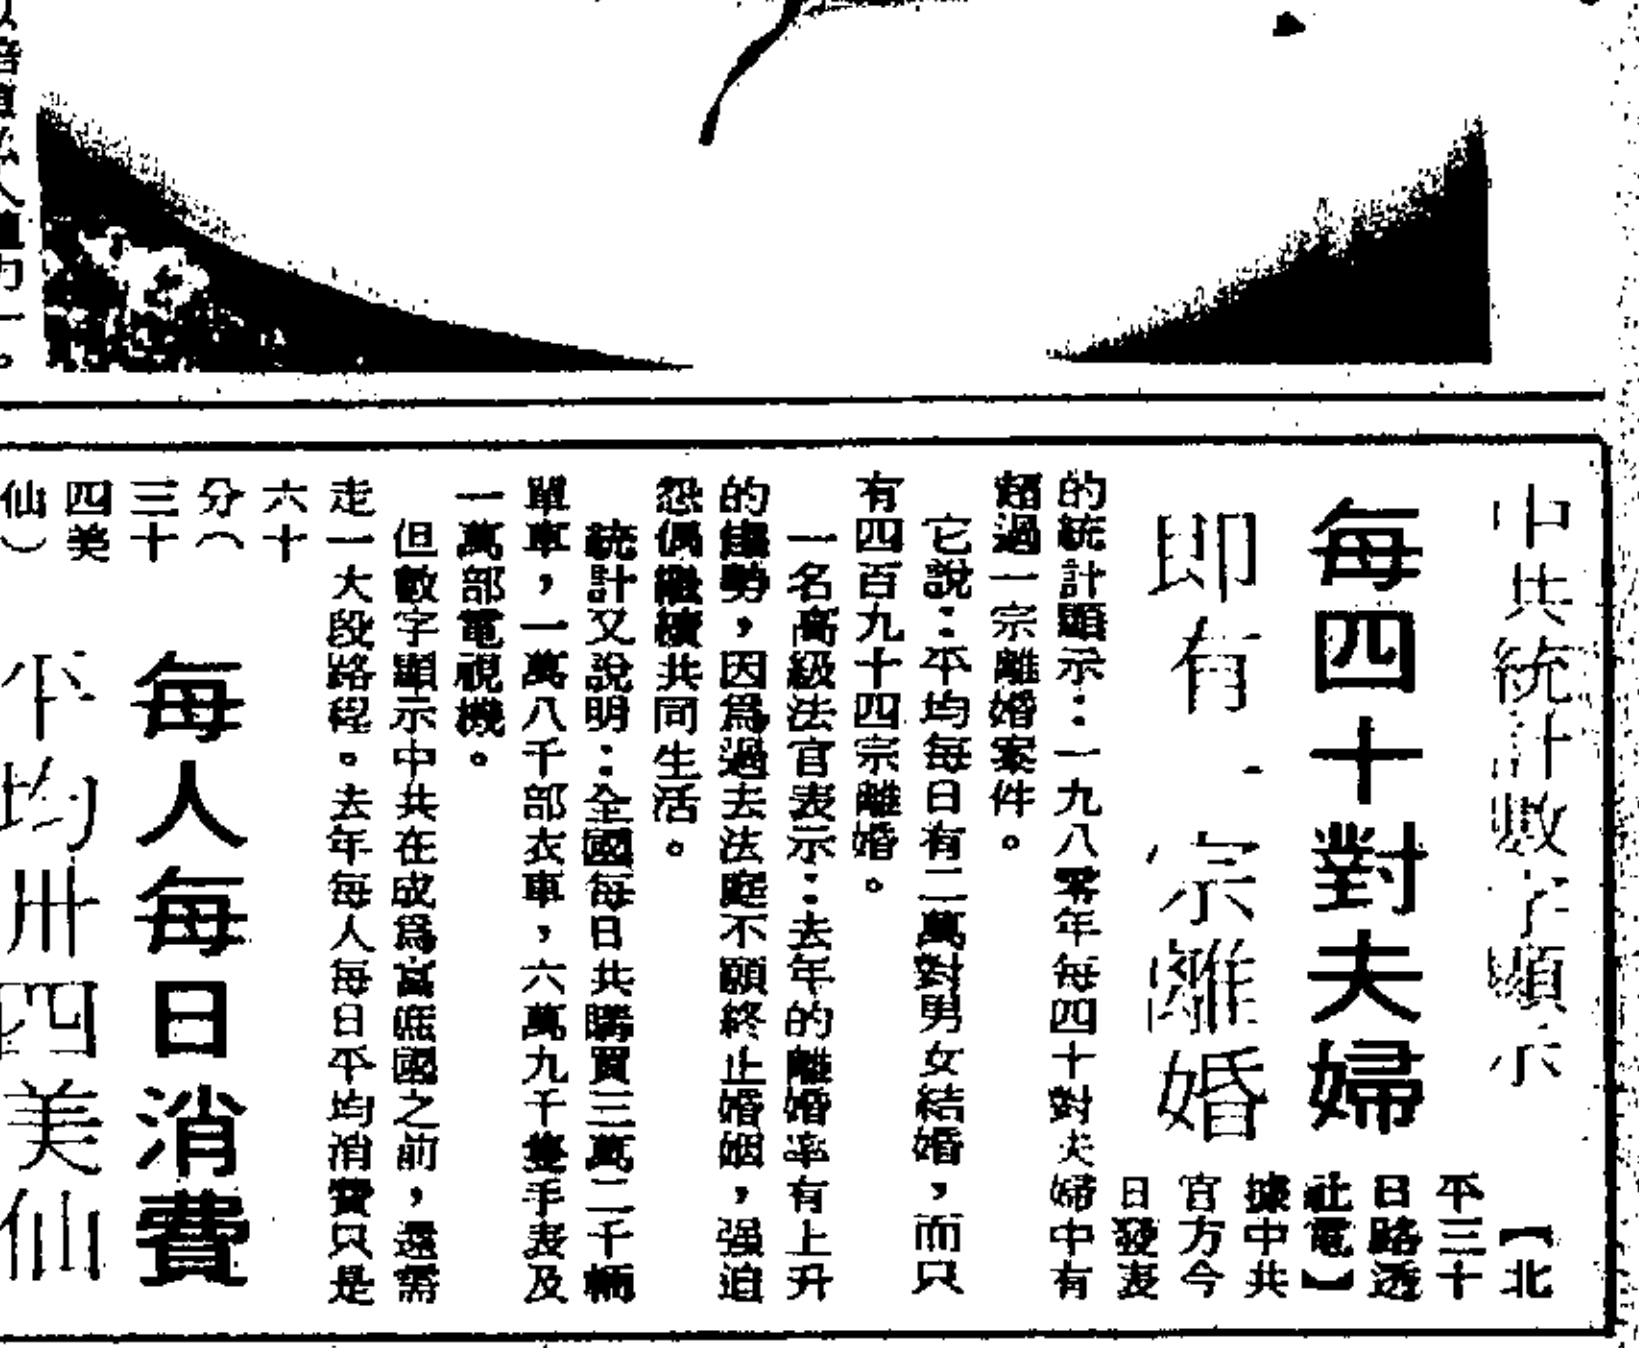 中共統計數字顯示
每四十對夫婦
即有一宗離婚
【北
平三十
日路透
社電】
據中共
官方今
日發表
的統計顯示：一九八零年每四十對夫婦中有
超過一宗離婚案件。
它說：平均每日有二萬對男女結婚，而只
有四百九十四宗離婚。
一名高級法官表示：去年的離婚率有上升
的趨勢，因爲過去法庭不願終止婚姻，强迫
怨偶繼續共同生活。
統計又說明：全國每日共購買三萬二千輛
單車，一萬八千部衣車，六萬九千隻手表及
一萬部電視機。
但數字顯示中共在成爲富庶國之前，還需
走一大段路程。去年每人每日平均消費只是
六十
分（
三十
四美
仙）
每人每日消費
平均卅四美仙